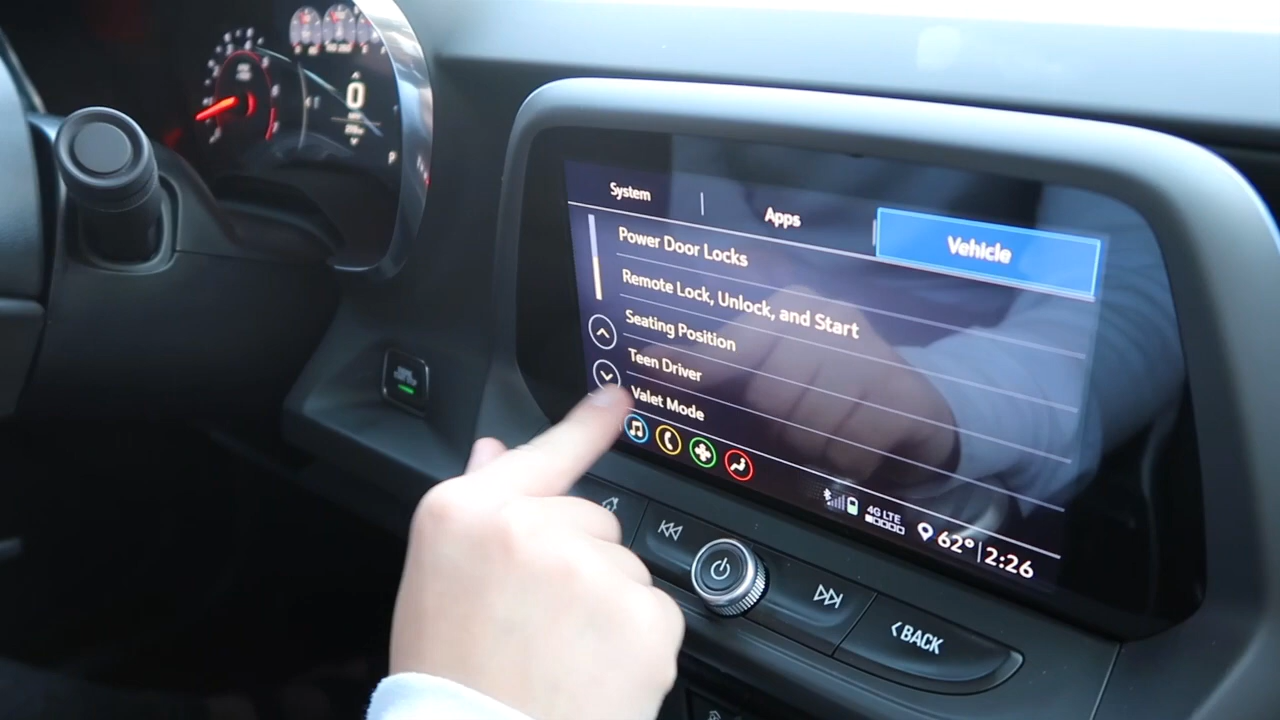 System
Apps
Vehicle
Power Door Locks
Remote Lock, Unlock, and Start
Seating Position
Teen Driver
Valet Mode
4G LTE
62° 2:26
BACK
0
P